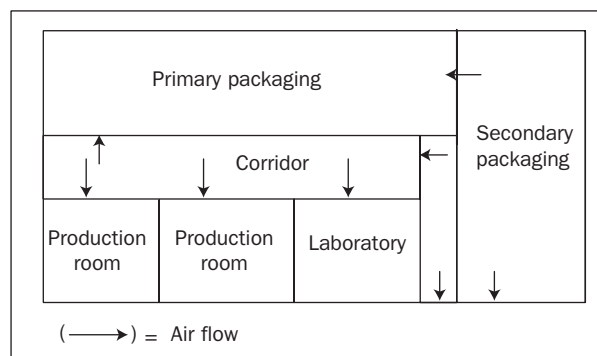 Primary packaging
Secondary
packaging
Corridor
Production
room
Production
room
Laboratory
( ) = Air flow